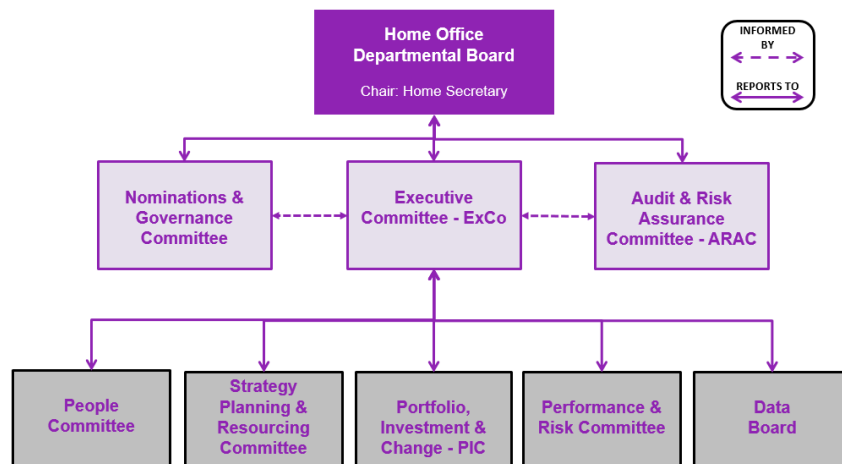 Home Office
Departmental Board
Chair: Home Secretary
INFORMED
BY
REPORTS TO
Nominations &
Governance
Committee
Executive
Committee - ExCo
Audit & Risk
Assurance
Committee - ARAC
People
Committee
Strategy
Planning &
Resourcing
Committee
Portfolio,
Investment &
Change - PIC
Performance &
Risk Committee
Data
Board